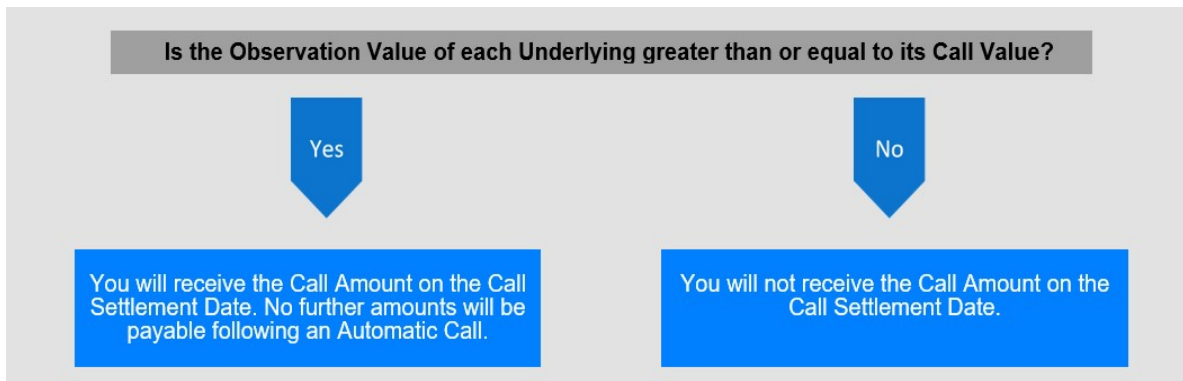 Is the Observation Value of each Underlying greater than or equal to its Call Value?
Yes
No
You will receive the Call Amount on the Call
Settlement Date. No further amounts will be
payable following an Automatic Call.
You will not receive the Call Amount on the
Call Settlement Date.